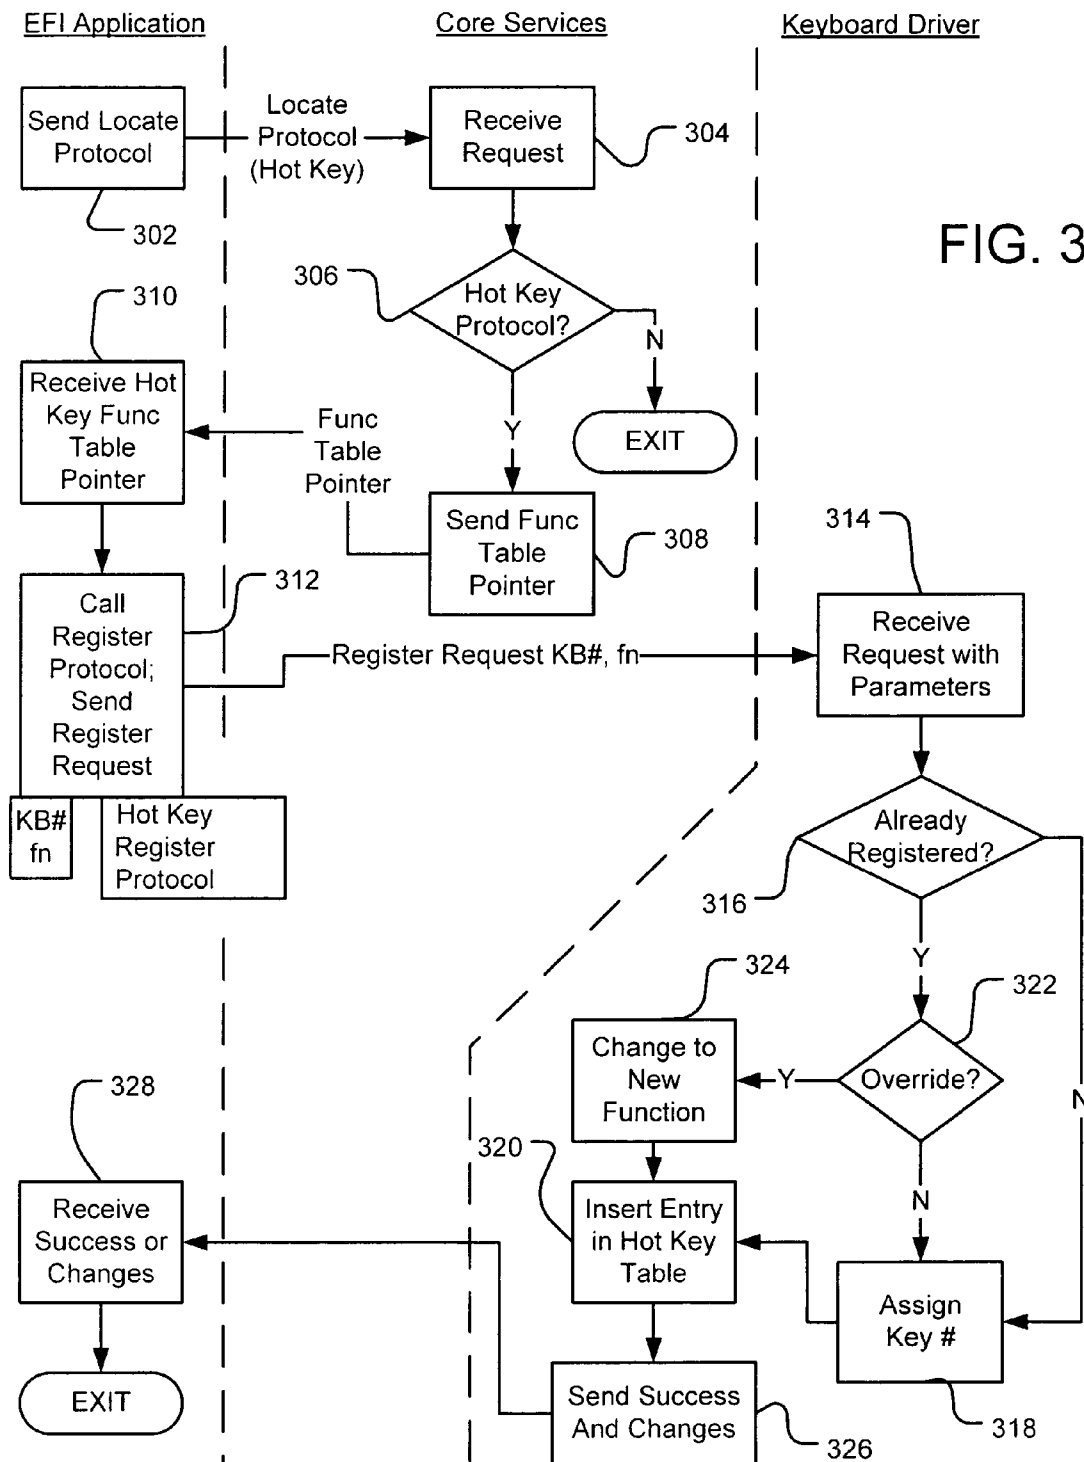 EFI Application
Core Services
Keyboard Driver
Send Locate
Protocol
302
Locate
Protocol
(Hot Key)
Receive
Request
304
FIG. 3
306
Hot Key
Protocol?
N
EXIT
Y
310
Receive Hot
Key Func
Table
Pointer
Func
Table
Pointer
Send Func
Table
Pointer
308
312
Call
Register
Protocol;
Send
Register
Request
KB#
fn
Hot Key
Register
Protocol
Register Request KB#, fn
314
Receive
Request with
Parameters
Already
Registered?
316
Y
N
322
Override?
Y
N
324
Change to
New
Function
320
Insert Entry
in Hot Key
Table
Assign
Key #
318
Send Success
And Changes
326
328
Receive
Success or
Changes
EXIT